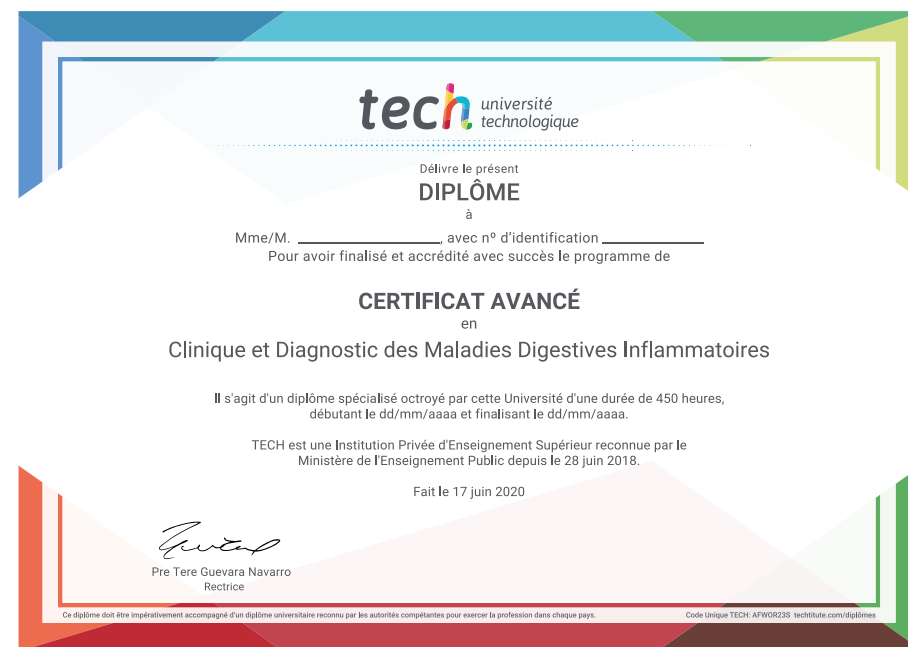 tech université
technologique
Délivre le présent
DIPLÔME
à
Mme/M. ____________________, avec nº d’identification ______________
Pour avoir finalisé et accrédité avec succès le programme de
CERTIFICAT AVANCÉ
en
Clinique et Diagnostic des Maladies Digestives Inflammatoires
Il s'agit d'un diplôme spécialisé octroyé par cette Université d'une durée de 450 heures,
débutant le dd/mm/aaaa et finalisant le dd/mm/aaaa.
TECH est une Institution Privée d'Enseignement Supérieur reconnue par le
Ministère de l'Enseignement Public depuis le 28 juin 2018.
Fait le 17 juin 2020
Pre Tere Guevara Navarro
Rectrice
Ce diplôme doit être impérativement accompagné d'un diplôme universitaire reconnu par les autorités compétentes pour exercer la profession dans chaque pays. Code Unique TECH: AFWOR23S techtitute.com/diplômes